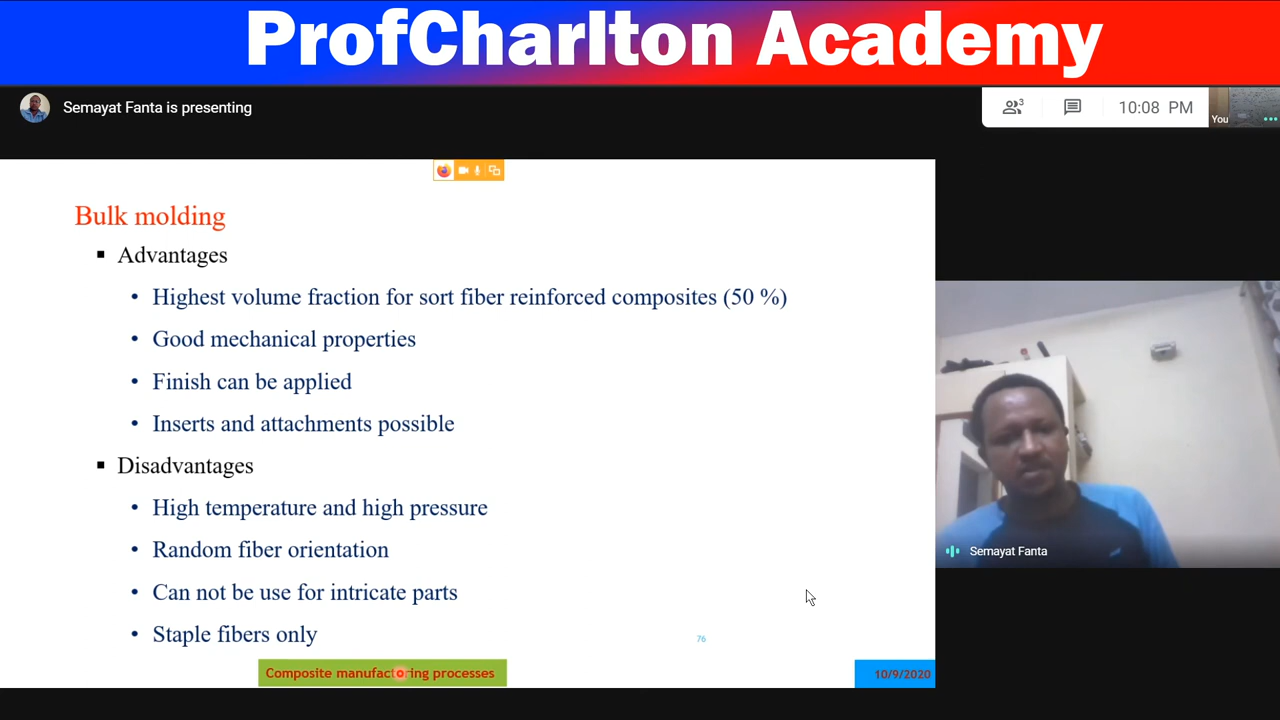 ProfCharlton Academy
Semayat Fanta is presenting
3
10:08 PM
You
Bulk molding
Advantages
Highest volume fraction for sort fiber reinforced composites (50 %)
Good mechanical properties
Finish can be applied
Inserts and attachments possible
Disadvantages
High temperature and high pressure
Random fiber orientation
Can not be use for intricate parts
Staple fibers only
76
Composite manufacturing processes
10/9/2020
Semayat Fanta